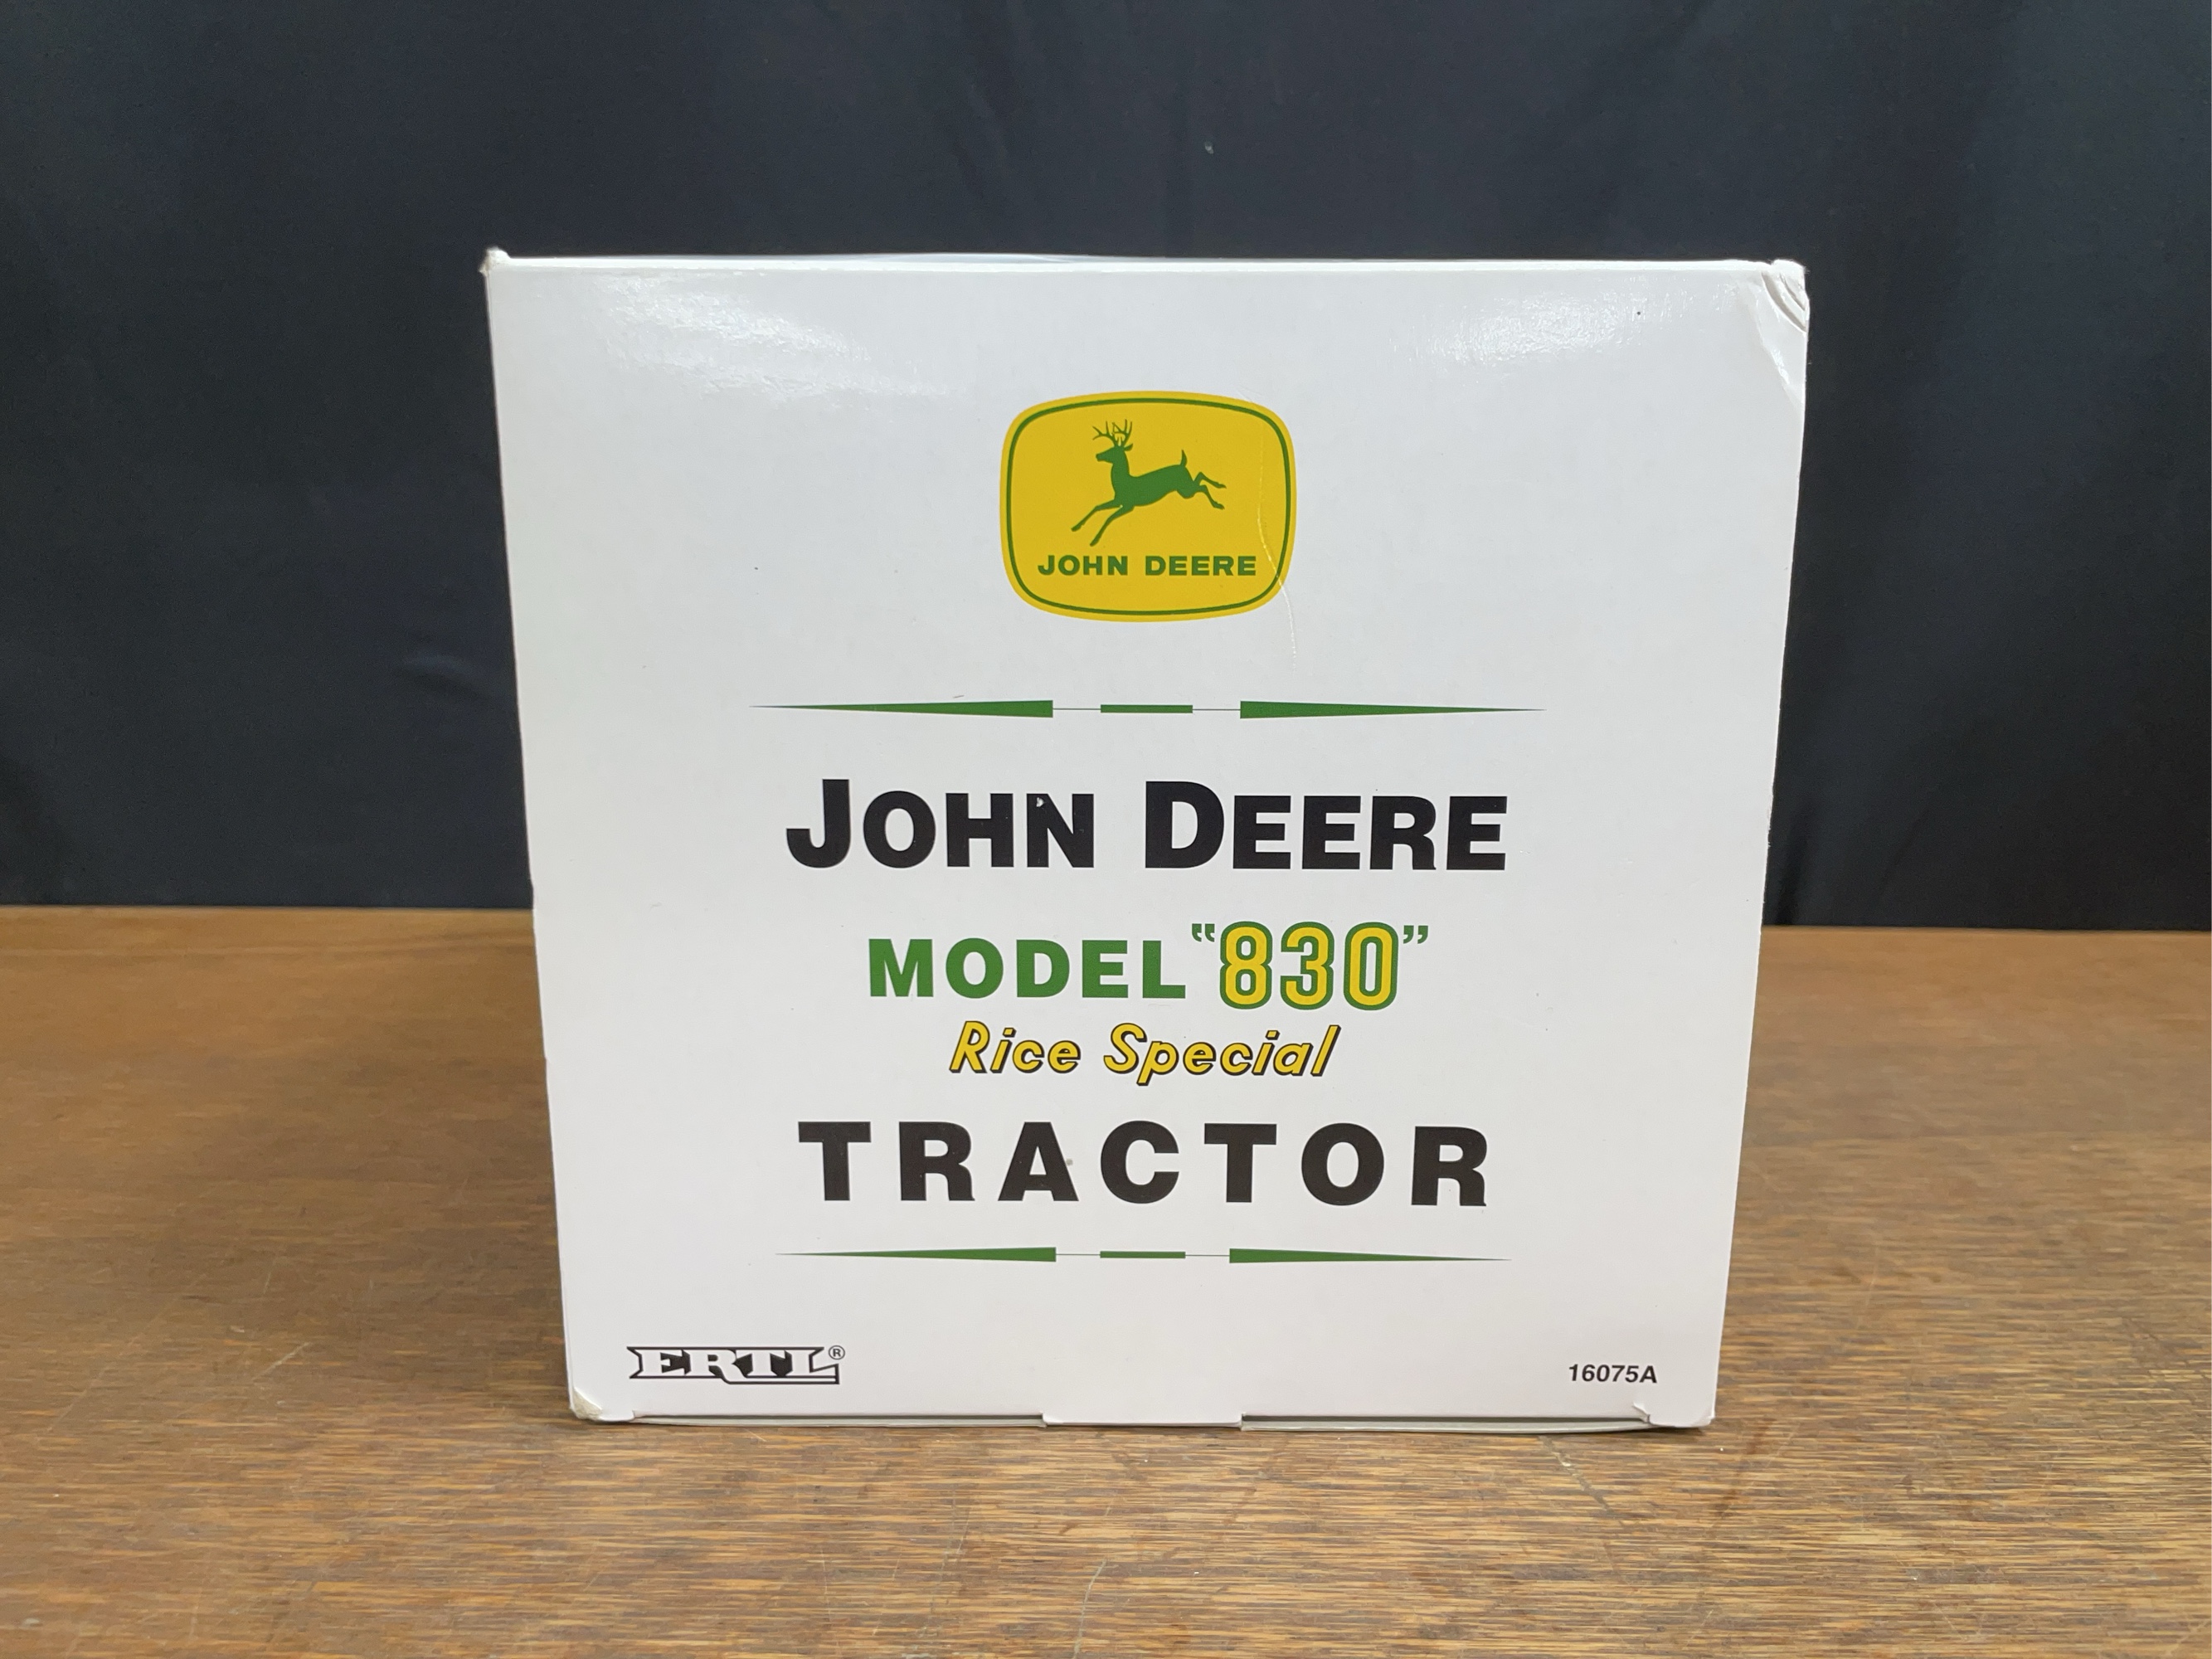 JOHN DEERE
JOHN DEERE
MODEL "830"
Rice Special
TRACTOR
ERTL®
16075A